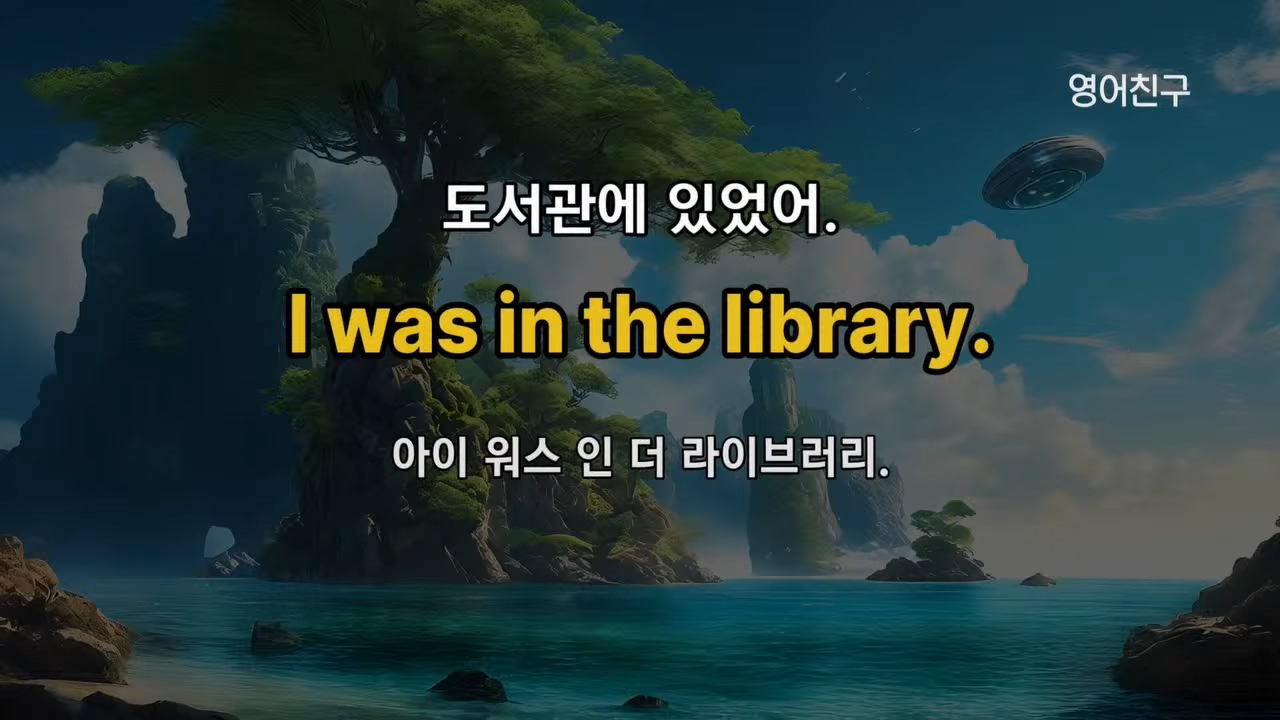 영어친구
도서관에 있었어.
I was in the library.
아이 워스 인 더 라이브러리.